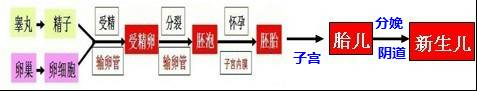 睾丸 精子
卵巢 卵细胞
受精
输卵管
受精卵
分裂
输卵管
胚泡
怀孕
子宫内膜
胚胎
子宫
胎儿
分娩
阴道
新生儿